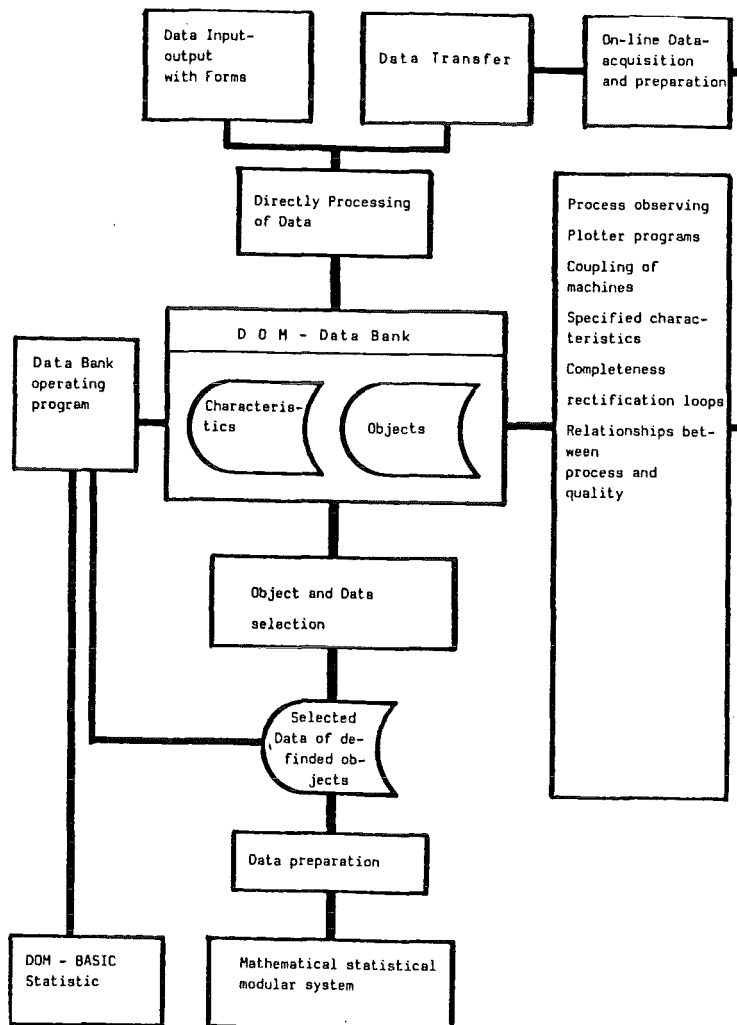 Data Input-
output
with Forms
Data Transfer
On-line Data-
acquisition
and preparation
Directly Processing
of Data
Process observing
Plotter programs
Coupling of
machines
Specified charac-
teristics
Completeness
rectification loops
Relationships bet-
ween
process and
quality
D O M - Data Bank
Characteris-
tics
Objects
Data Bank
operating
program
Object and Data
selection
Selected
Data of de-
finded ob-
jects
Data preparation
DOM - BASIC
Statistic
Mathematical statistical
modular system